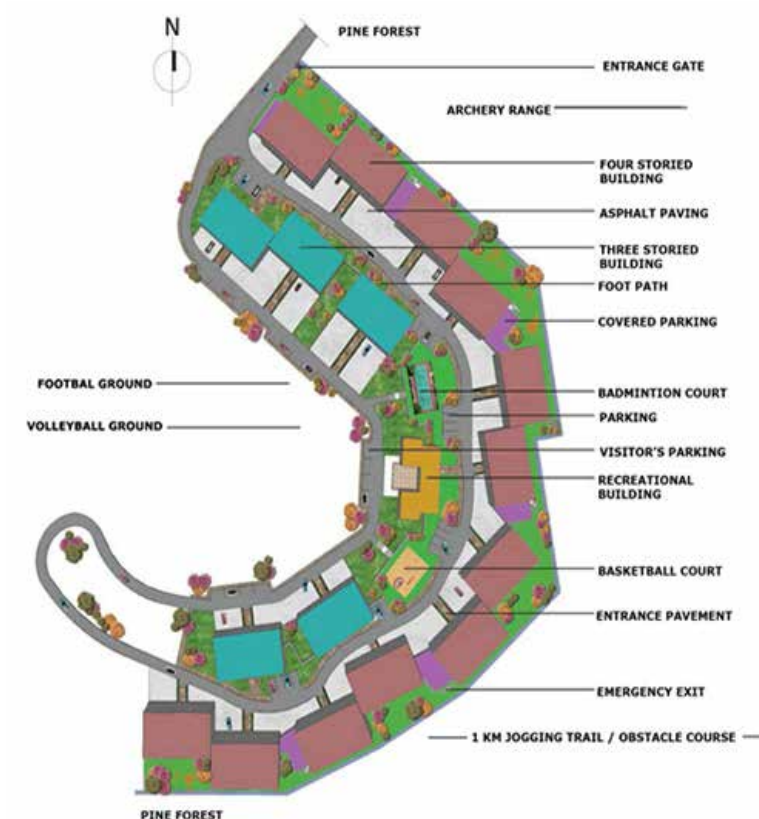 N
PINE FOREST
ENTRANCE GATE
ARCHERY RANGE
FOUR STORIED
BUILDING
ASPHALT PAVING
THREE STORIED
BUILDING
FOOT PATH
COVERED PARKING
FOOTBAL GROUND
BADMINTION COURT
PARKING
VOLLEYBALL GROUND
VISITOR'S PARKING
RECREATIONAL
BUILDING
BASKETBALL COURT
ENTRANCE PAVEMENT
EMERGENCY EXIT
1 KM JOGGING TRAIL / OBSTACLE COURSE
PINE FOREST